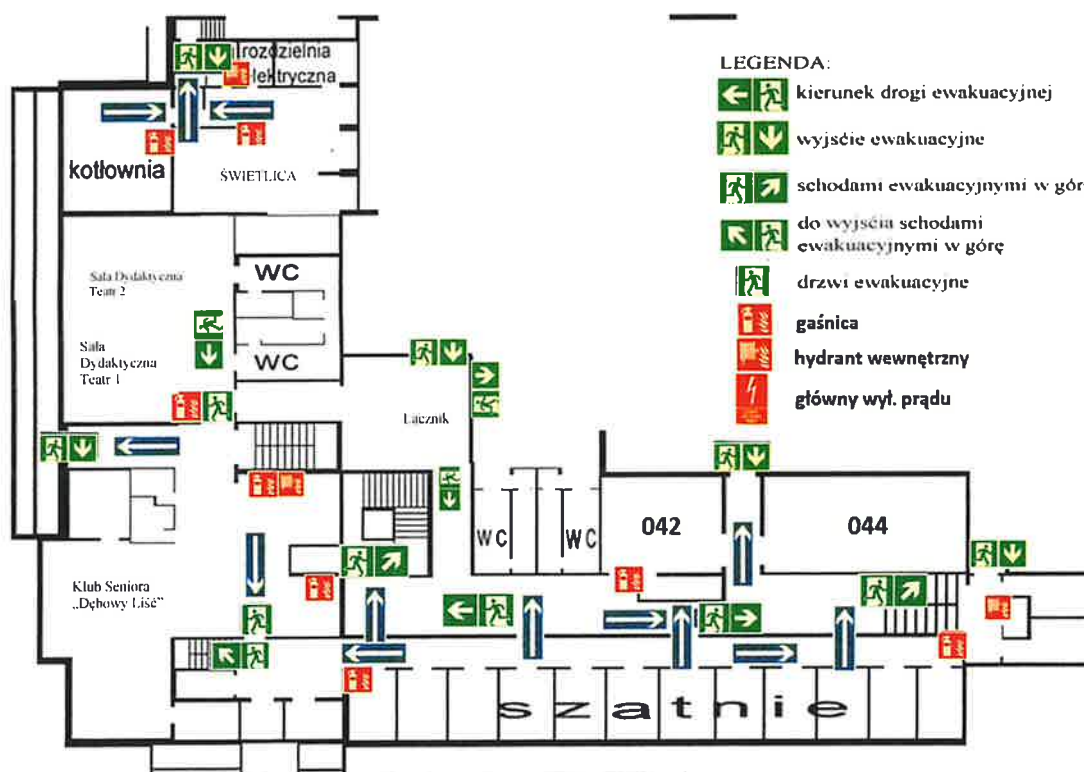 rozdzielnia
elektryczna
kotłownia
ŚWIETLICA
Sala Dydaktyczna
Teatr 2
WC
Sala
Dydaktyczna
Teatr 1
WC
Łącznik
Klub Seniora
„Dębowy Liść”
WC
WC
042
044
szatnie
LEGENDA:
kierunek drogi ewakuacyjnej
wyjście ewakuacyjne
schodami ewakuacyjnymi w gór
do wyjścia schodami
ewakuacyjnymi w górę
drzwi ewakuacyjne
gaśnica
hydrant wewnętrzny
główny wył. prądu